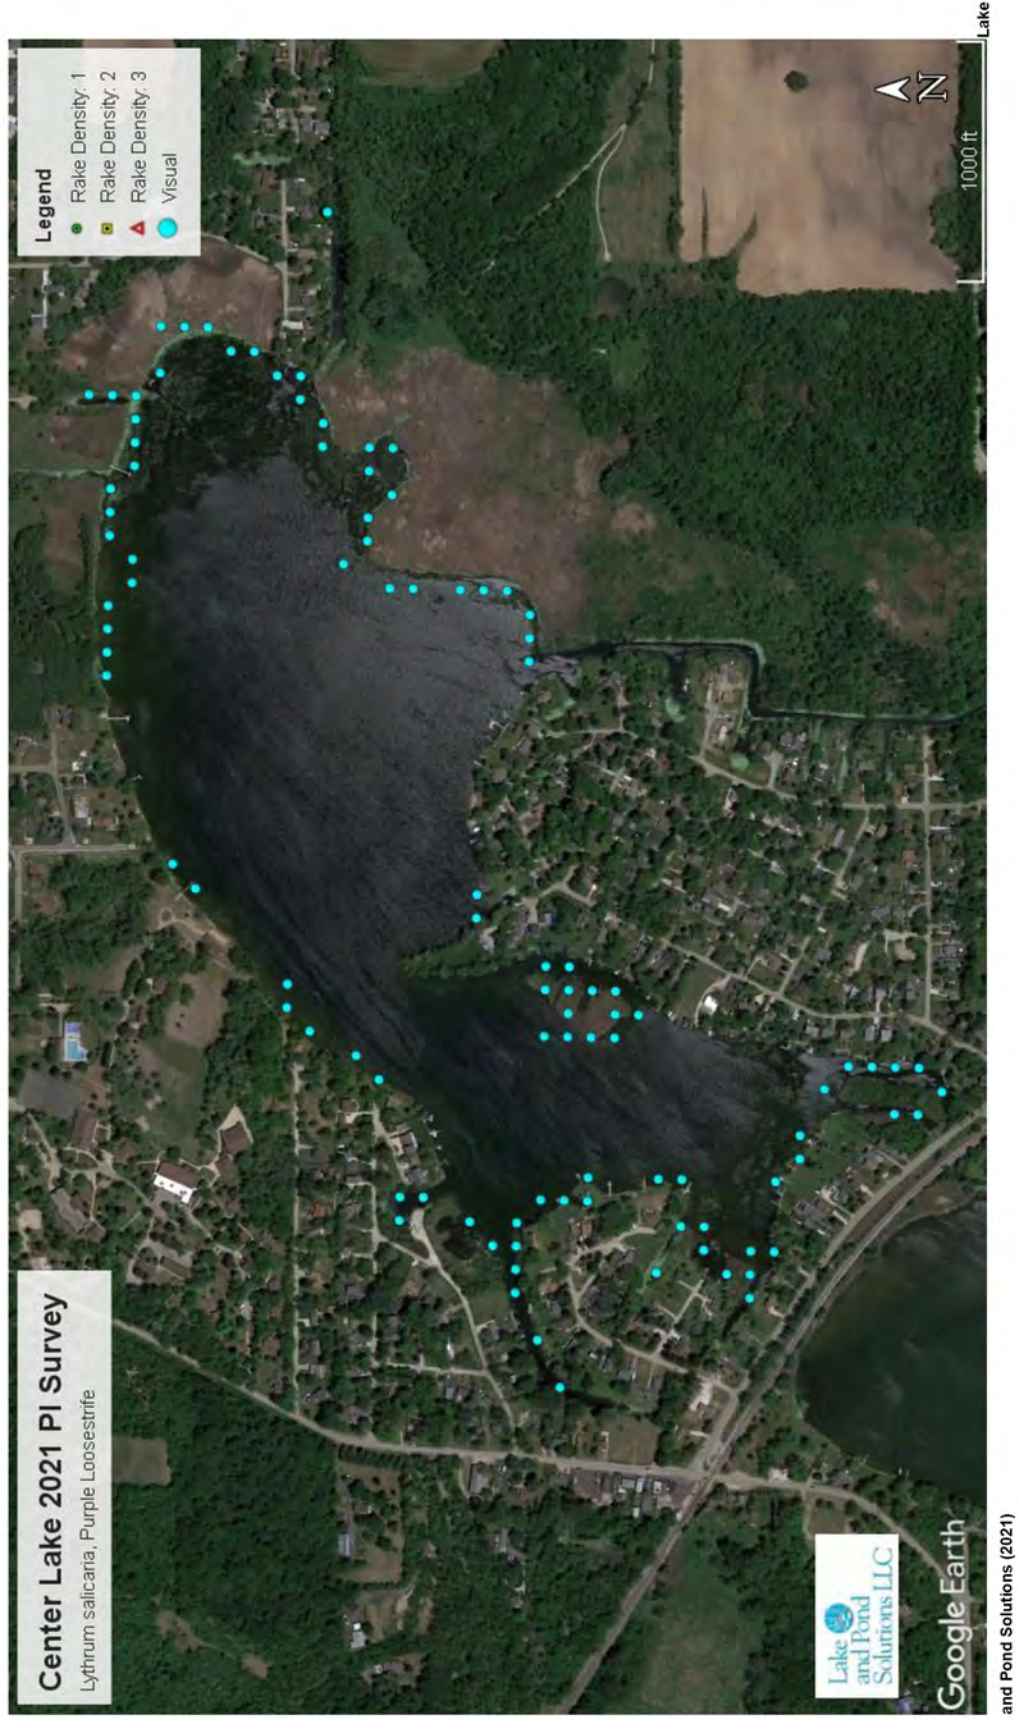 Center Lake 2021 PI Survey
Lythrum salicaria, Purple Loosestrife
Legend
Rake Density: 1
Rake Density: 2
Rake Density: 3
Visual
Lake
and Pond
Solutions LLC
Google Earth
N
1000 ft
Lake
and Pond Solutions (2021)